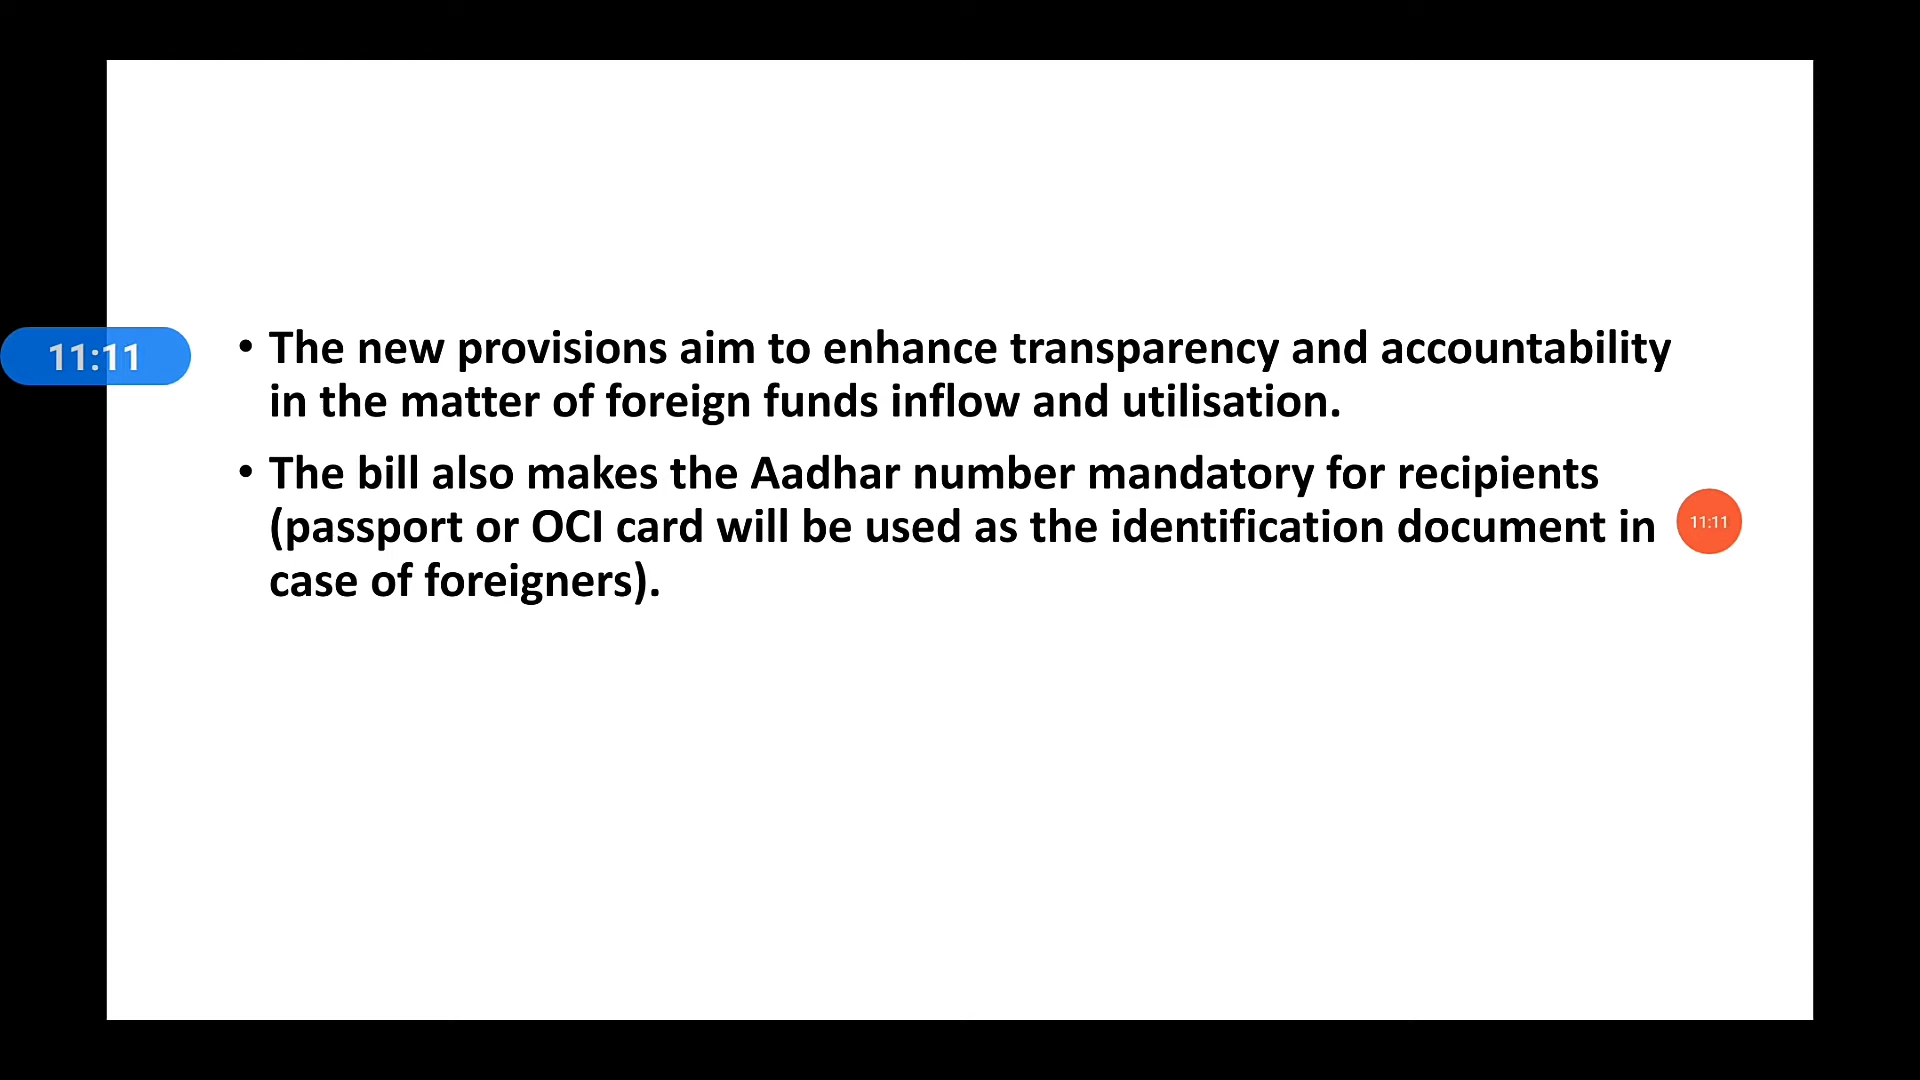 • The new provisions aim to enhance transparency and accountability
in the matter of foreign funds inflow and utilisation.
11:11
• The bill also makes the Aadhar number mandatory for recipients
(passport or OCI card will be used as the identification document in
case of foreigners).
11:11